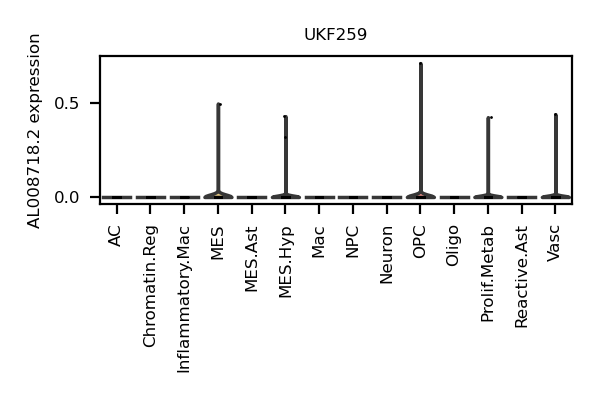 UKF259
AL008718.2 expression
0.5
0.0
AC
Chromatin.Reg
Inflammatory.Mac
MES
MES.Ast
MES.Hyp
Mac
NPC
Neuron
OPC
Oligo
Prolif.Metab
Reactive.Ast
Vasc